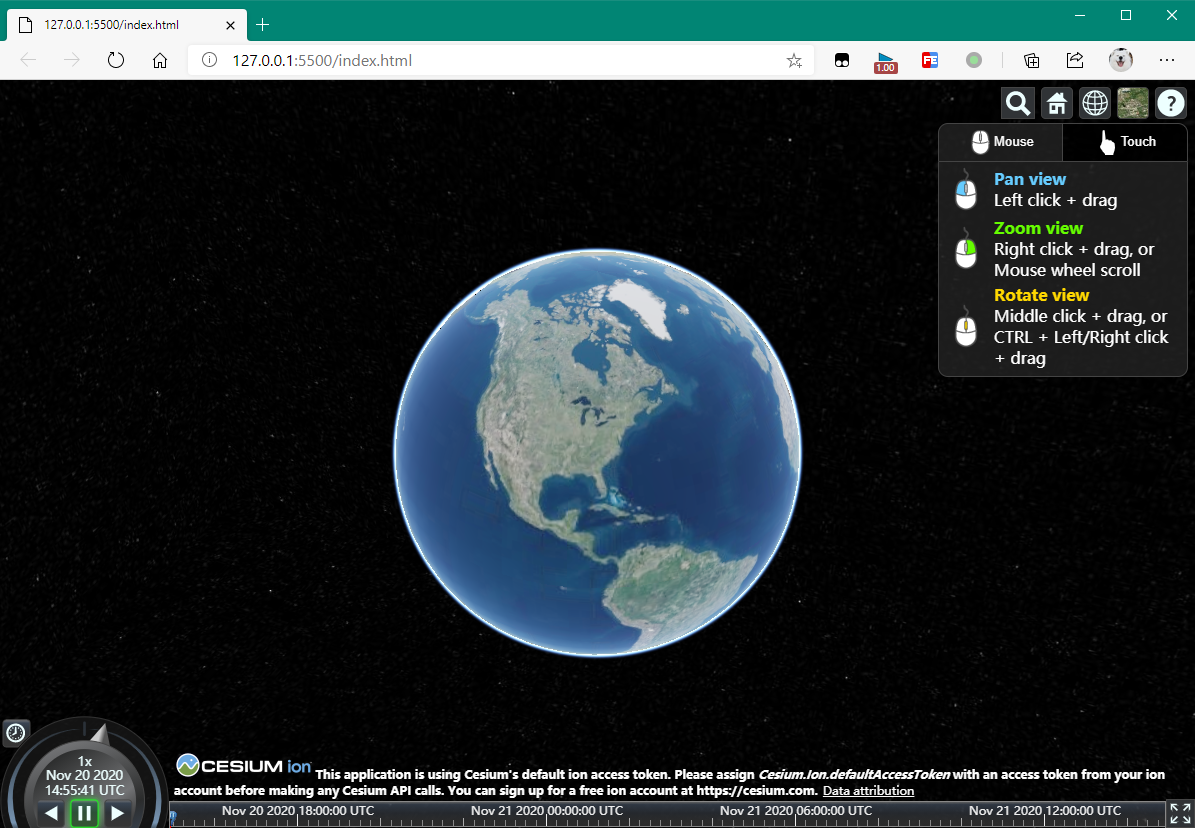 127.0.0.1:5500/index.html
127.0.0.1:5500/index.html
1.00
FE
?
Mouse
Touch
Pan view
Left click + drag
Zoom view
Right click + drag, or
Mouse wheel scroll
Rotate view
Middle click + drag, or
CTRL + Left/Right click
+ drag
1x
Nov 20 2020
14:55:41 UTC
CESIUM ion This application is using Cesium's default ion access token. Please assign Cesium.Ion.defaultAccessToken with an access token from your ion
account before making any Cesium API calls. You can sign up for a free ion account at https://cesium.com. Data attribution
Nov 20 2020 18:00:00 UTC Nov 21 2020 00:00:00 UTC Nov 21 2020 06:00:00 UTC Nov 21 2020 12:00:00 UTC